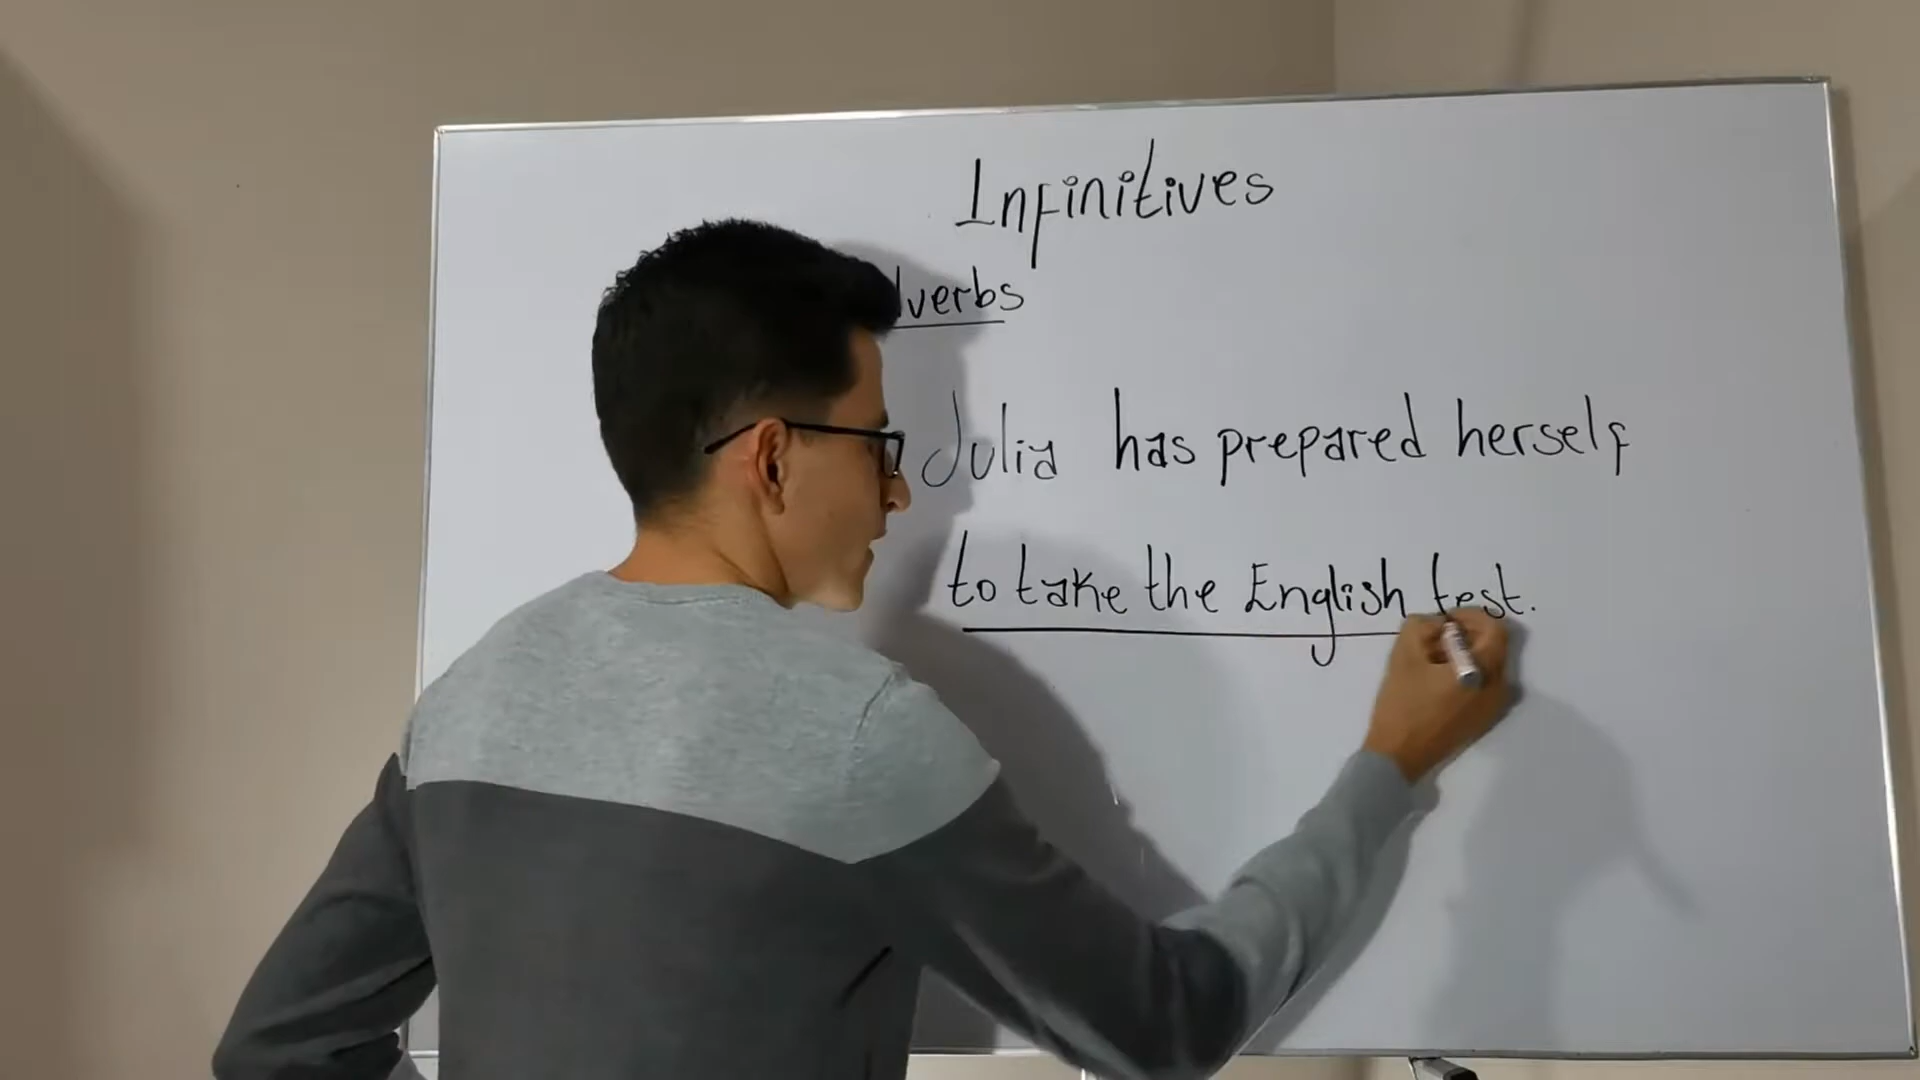 Infinitives
verbs
Julia has prepared herself
to take the English test.